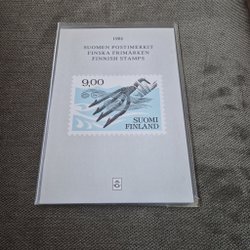 1984
SUOMEN POSTIMERKIT
FINSKA FRIMÄRKEN
FINNISH STAMPS
9,00
SUOMI
FINLAND